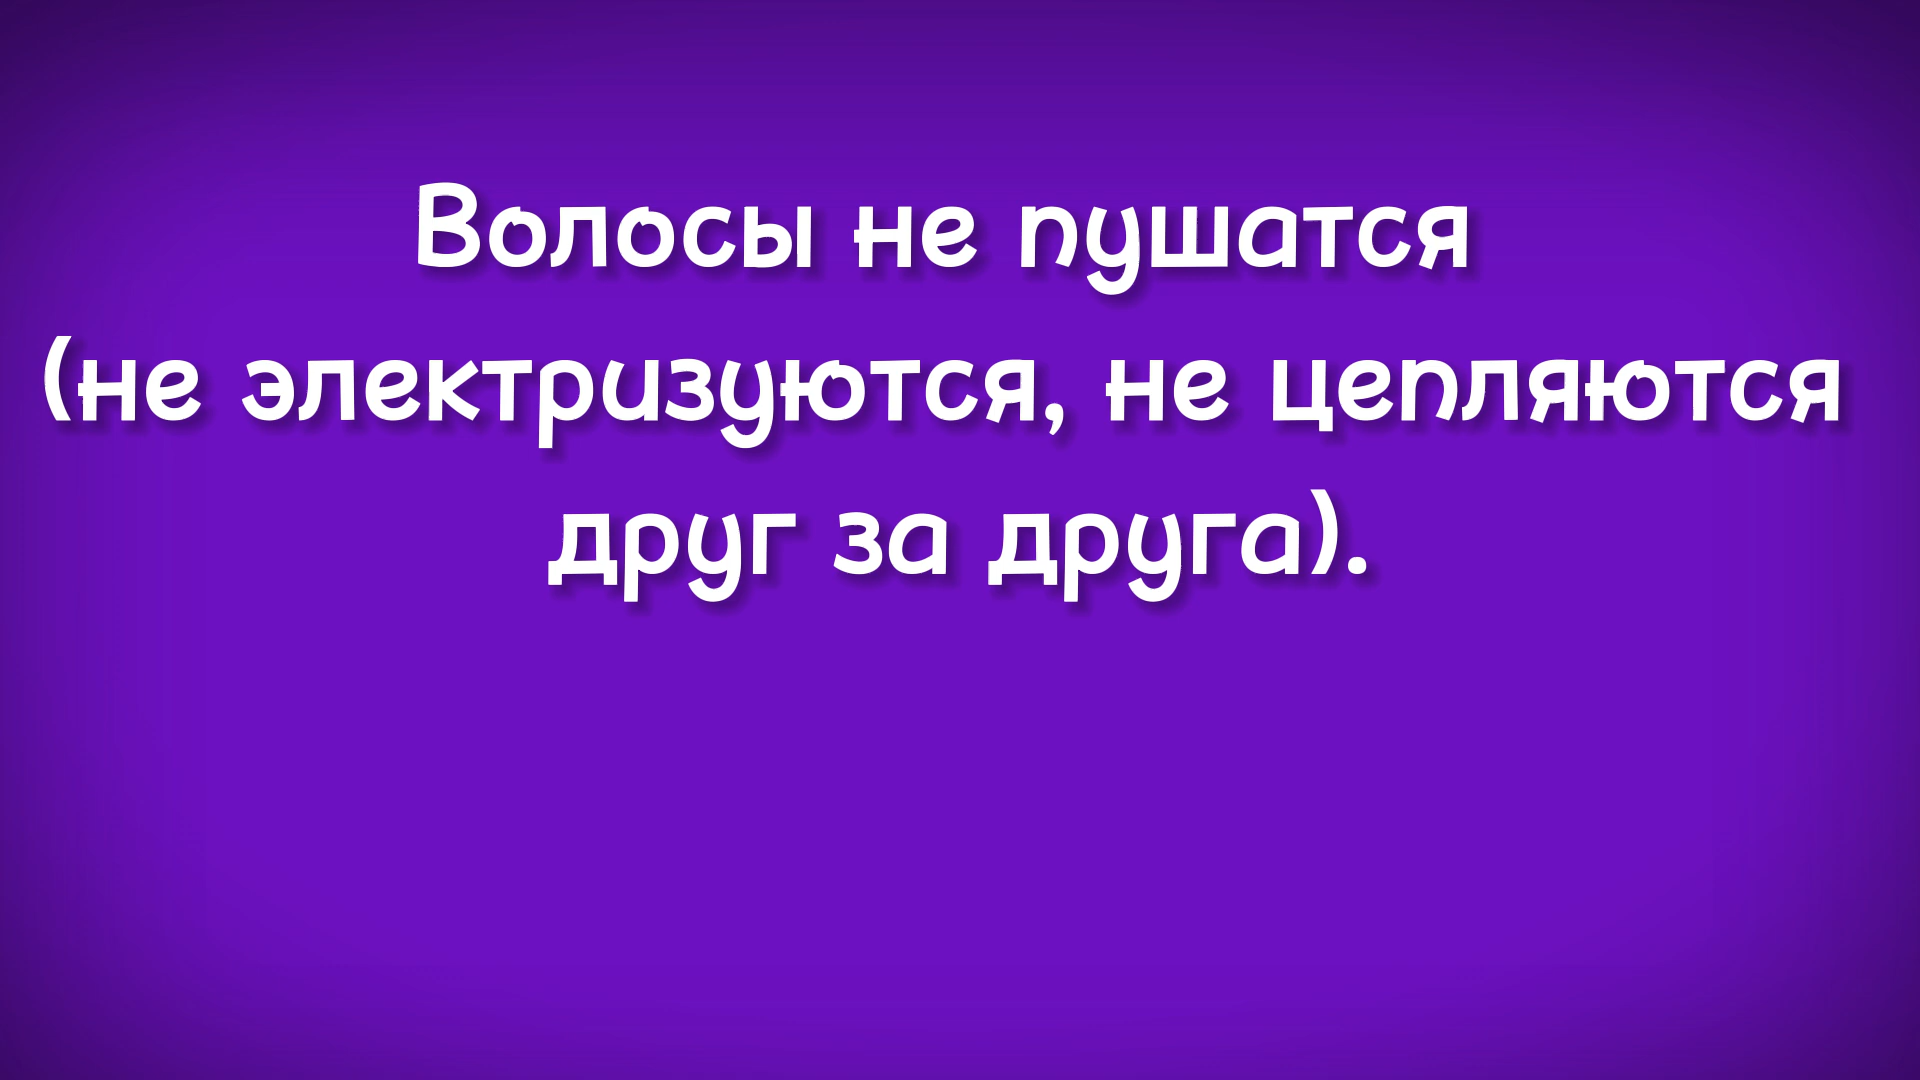 Волосы не пушатся
(не электризуются, не цепляются
друг за друга).